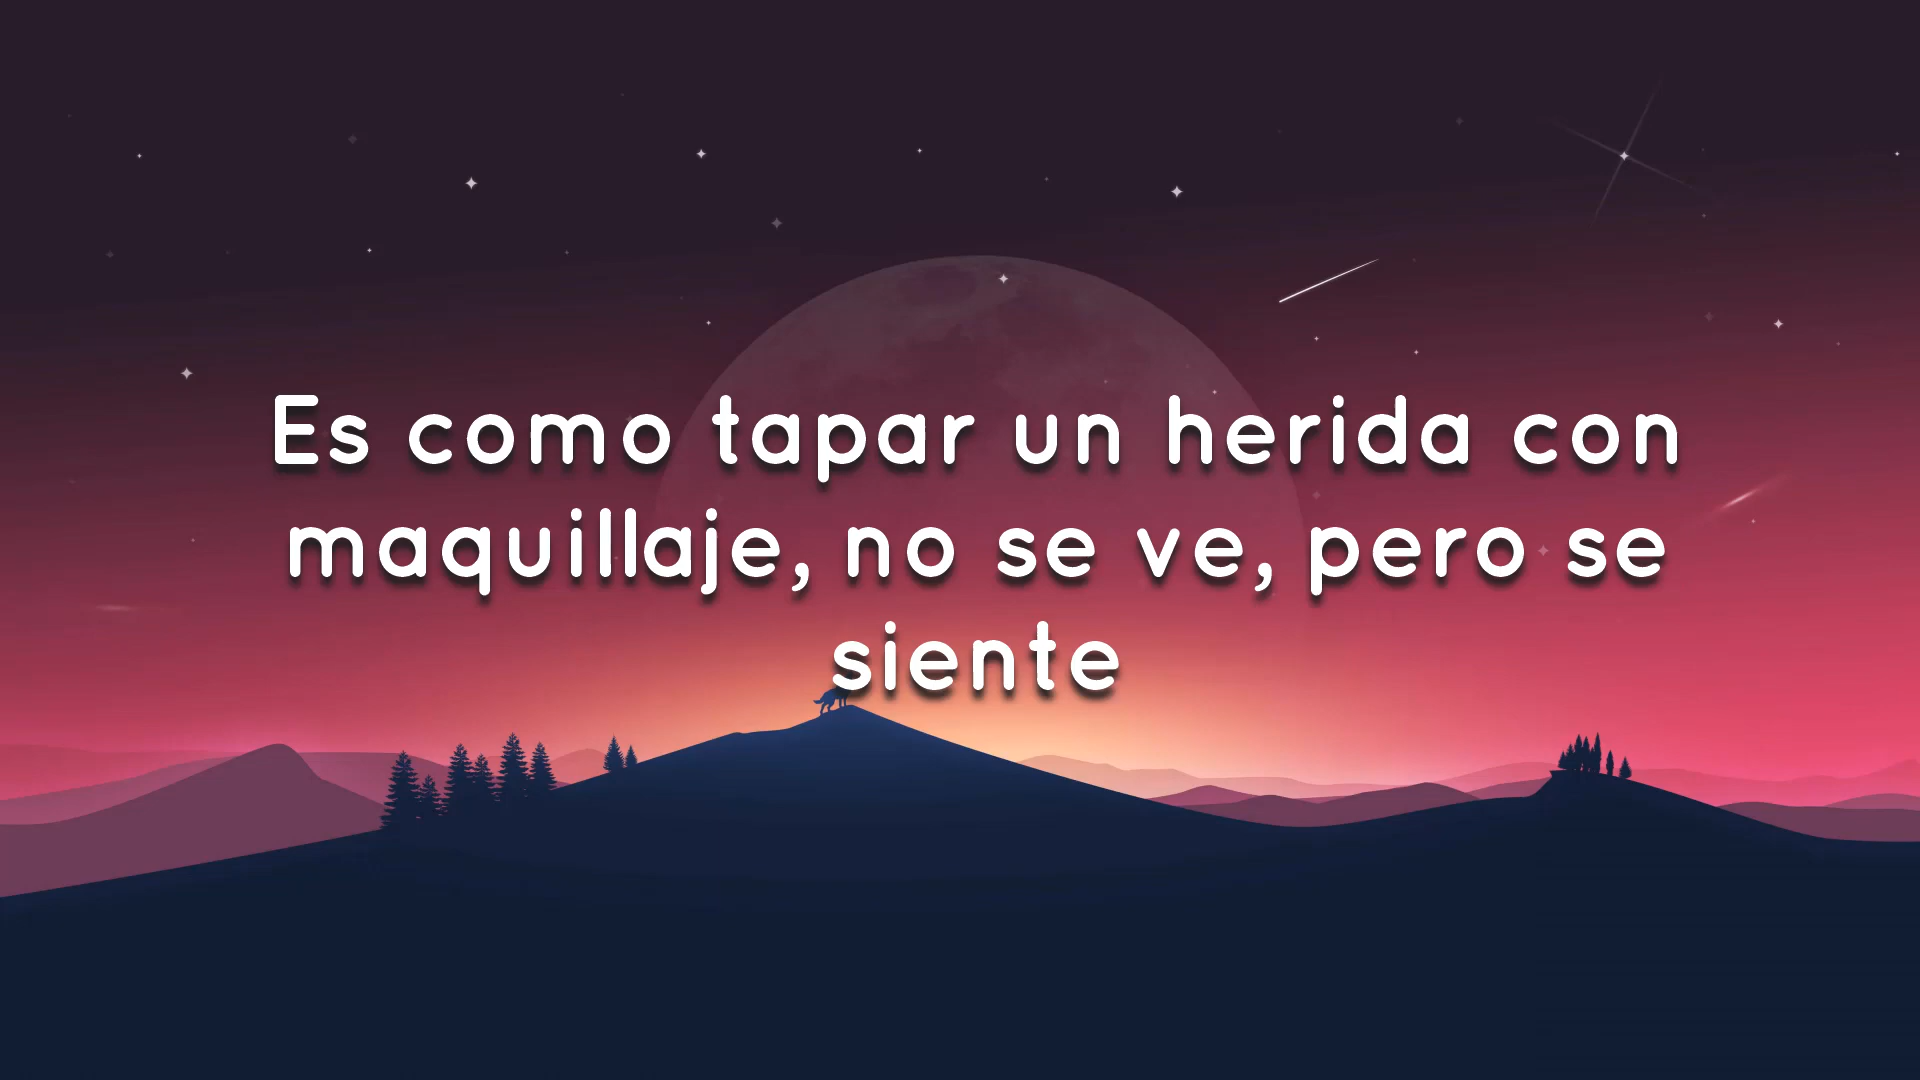 Es como tapar un herida con
maquillaje, no se ve, pero se
siente